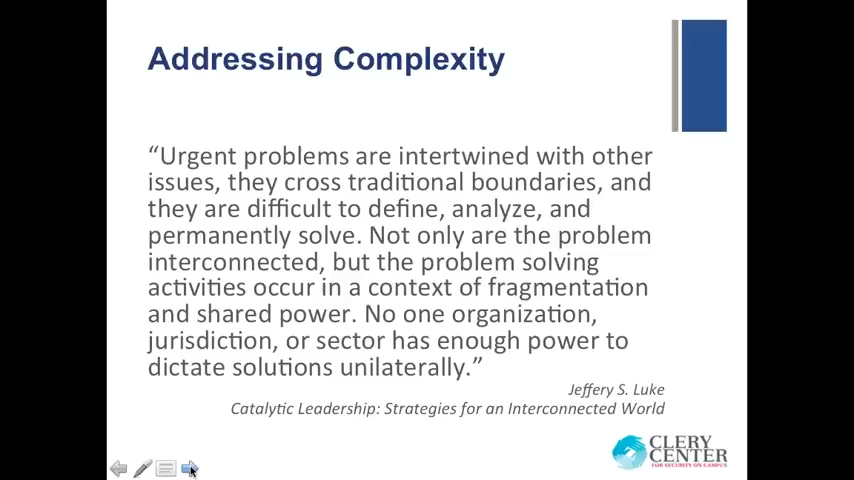 Addressing Complexity
“Urgent problems are intertwined with other
issues, they cross traditional boundaries, and
they are difficult to define, analyze, and
permanently solve. Not only are the problem
interconnected, but the problem solving
activities occur in a context of fragmentation
and shared power. No one organization,
jurisdiction, or sector has enough power to
dictate solutions unilaterally.”
Jeffery S. Luke
Catalytic Leadership: Strategies for an Interconnected World
CLERY
CENTER
FOR SECURITY ON CAMPUS